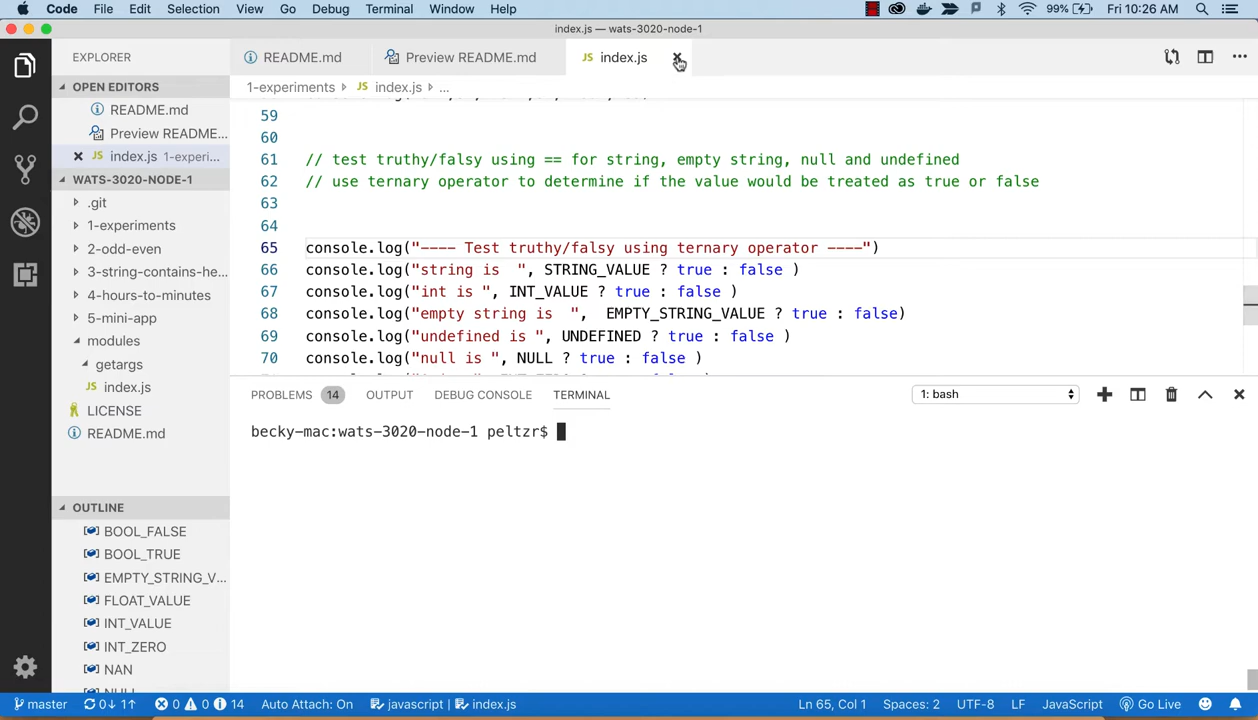 Code File Edit Selection View Go Debug Terminal Window Help 99% Fri 10:26 AM
index.js — wats-3020-node-1
EXPLORER
OPEN EDITORS
README.md
Preview README...
index.js 1-experi...
WATS-3020-NODE-1
.git
1-experiments
2-odd-even
3-string-contains-he...
4-hours-to-minutes
5-mini-app
modules
getargs
JS index.js
LICENSE
README.md
OUTLINE
BOOL_FALSE
BOOL_TRUE
EMPTY_STRING_V...
FLOAT_VALUE
INT_VALUE
INT_ZERO
NAN
README.md Preview README.md JS index.js
1-experiments JS index.js ...
59
60
61 // test truthy/falsy using == for string, empty string, null and undefined
62 // use ternary operator to determine if the value would be treated as true or false
63
64
65 console.log("---- Test truthy/falsy using ternary operator ----")
66 console.log("string is  ", STRING_VALUE ? true : false )
67 console.log("int is ", INT_VALUE ? true : false )
68 console.log("empty string is  ",  EMPTY_STRING_VALUE ? true : false)
69 console.log("undefined is ", UNDEFINED ? true : false )
70 console.log("null is ", NULL ? true : false )
PROBLEMS 14 OUTPUT DEBUG CONSOLE TERMINAL 1: bash
becky-mac:wats-3020-node-1 peltzr$
master 0↓ 1↑ 0 0 14 Auto Attach: On javascript | index.js Ln 65, Col 1 Spaces: 2 UTF-8 LF JavaScript Go Live